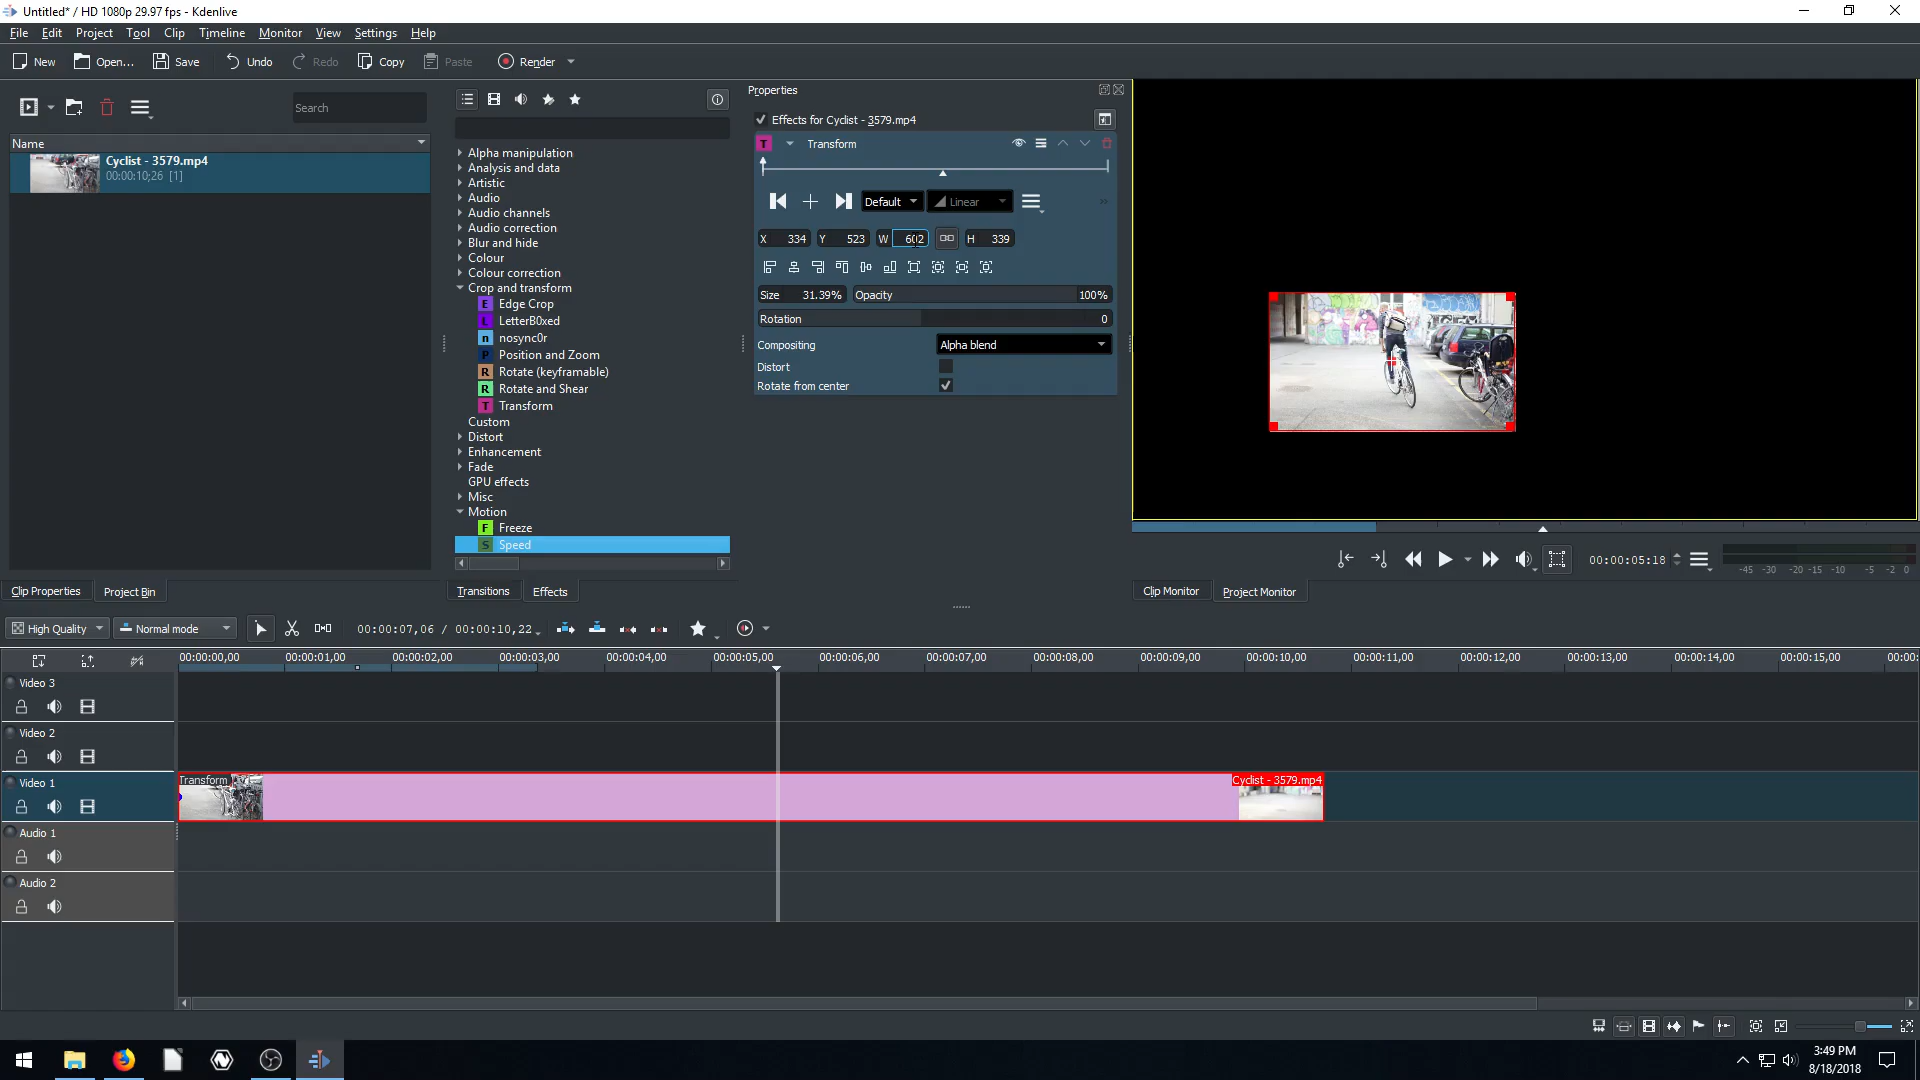 Untitled* / HD 1080p 29.97 fps - Kdenlive
File Edit Project Tool Clip Timeline Monitor View Settings Help
New Open... Save Undo Redo Copy Paste Render
Search
Name
Cyclist - 3579.mp4
00:00:10;26 [1]
Clip Properties Project Bin
Alpha manipulation
Analysis and data
Artistic
Audio
Audio channels
Audio correction
Blur and hide
Colour
Colour correction
Crop and transform
E Edge Crop
L LetterB0xed
n nosync0r
P Position and Zoom
R Rotate (keyframable)
R Rotate and Shear
T Transform
Custom
Distort
Enhancement
Fade
GPU effects
Misc
Motion
F Freeze
S Speed
Transitions Effects
Properties
Effects for Cyclist - 3579.mp4
T Transform
Default Linear
X 334 Y 523 W 602 H 339
Size 31.39% Opacity 100%
Rotation 0
Compositing Alpha blend
Distort
Rotate from center
00:00:05:18
-45 -30 -20 -15 -10 -5 -2 0
Clip Monitor Project Monitor
High Quality Normal mode 00:00:07,06 / 00:00:10,22
00:00:00,00 00:00:01,00 00:00:02,00 00:00:03,00 00:00:04,00 00:00:05,00 00:00:06,00 00:00:07,00 00:00:08,00 00:00:09,00 00:00:10,00 00:00:11,00 00:00:12,00 00:00:13,00 00:00:14,00 00:00:15,00 00:00:
Video 3
Video 2
Video 1
Transform
Cyclist - 3579.mp4
Audio 1
Audio 2
3:49 PM
8/18/2018